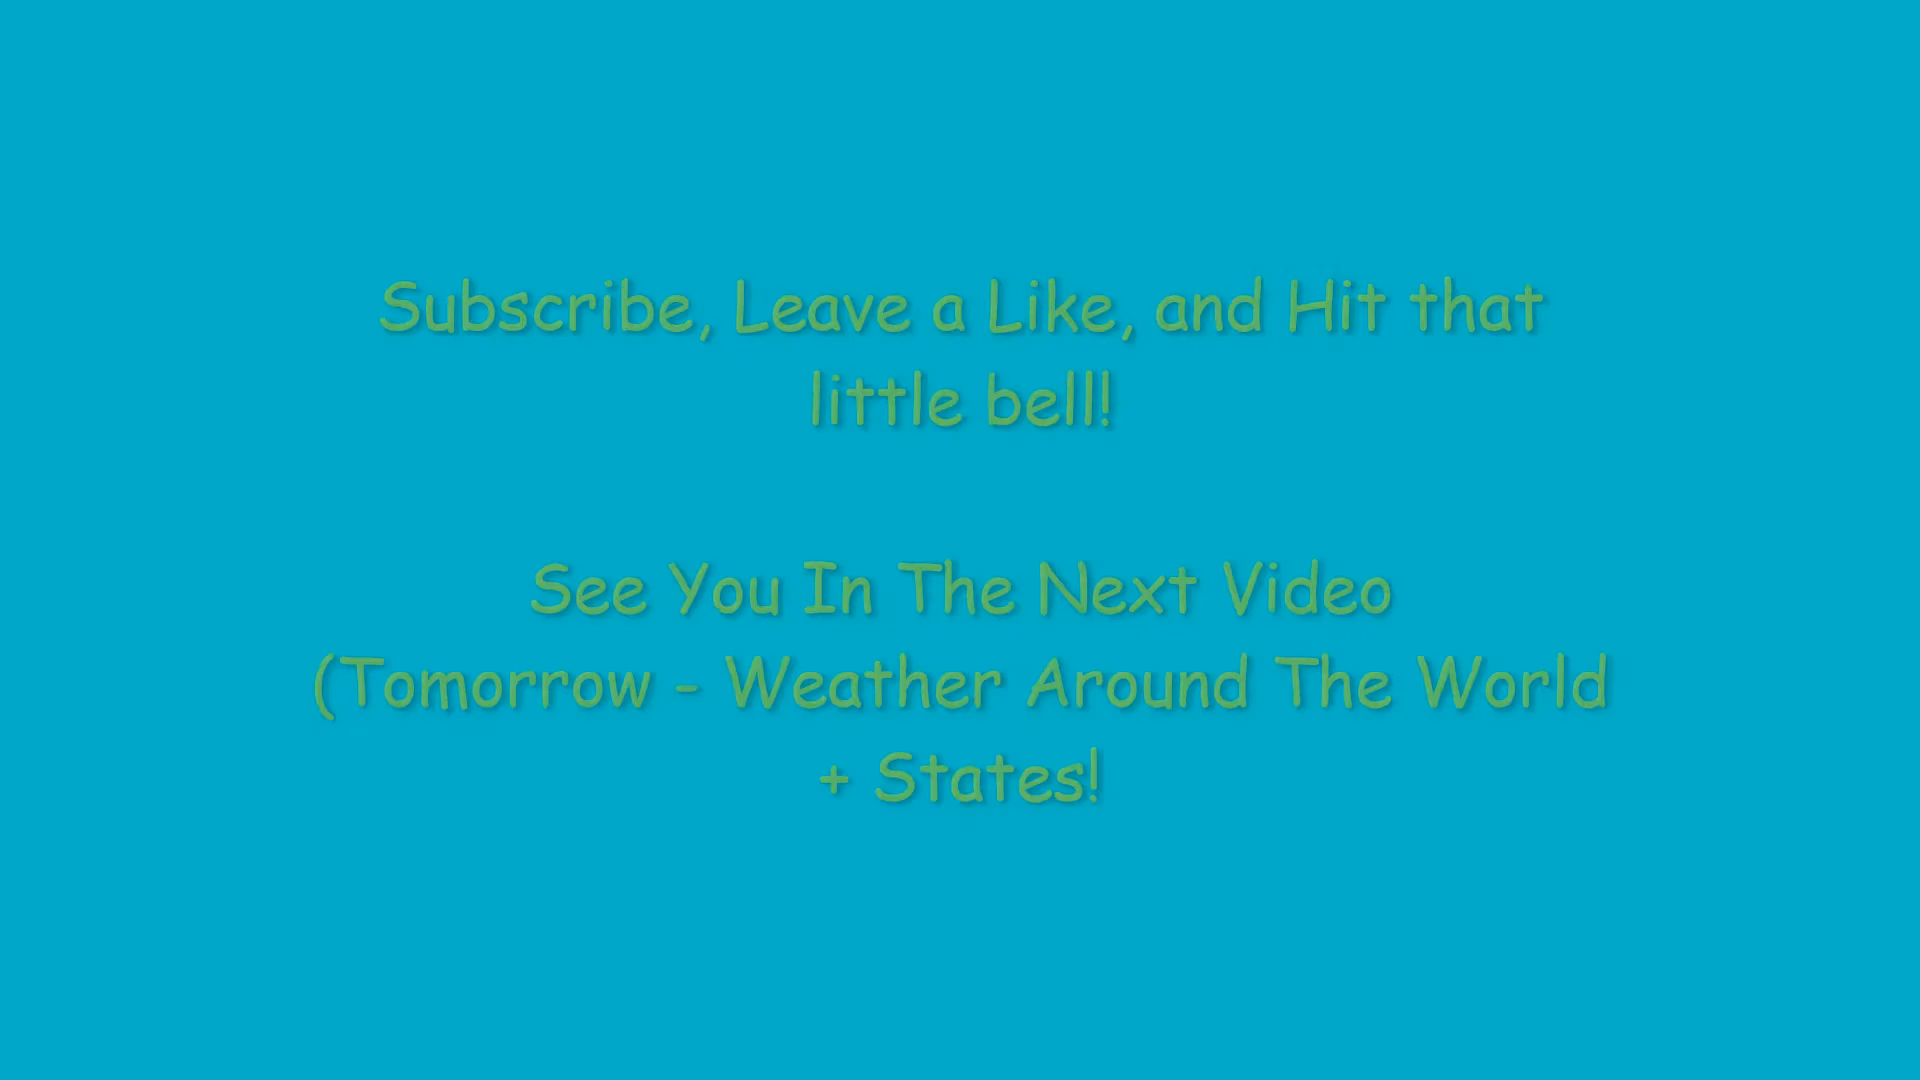 Subscribe, Leave a Like, and Hit that
little bell!
See You In The Next Video
(Tomorrow - Weather Around The World
+ States!